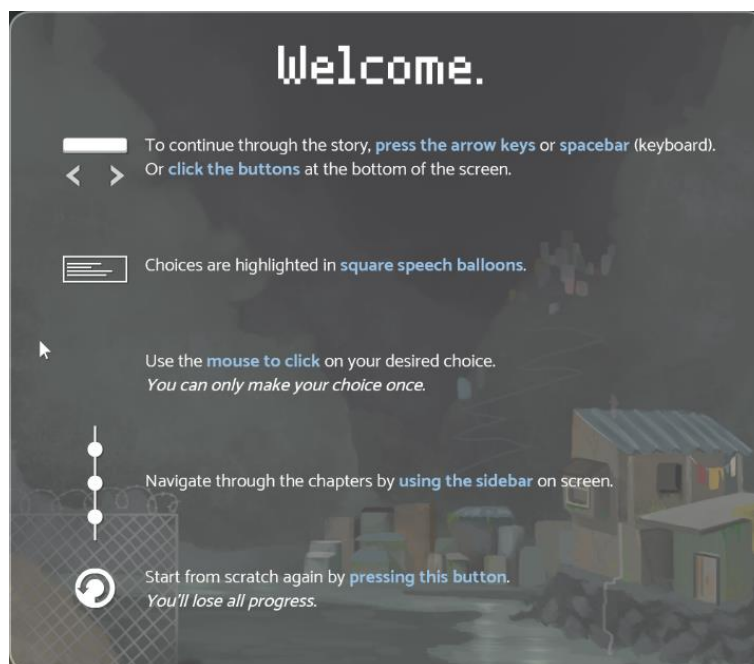 Welcome.
To continue through the story, press the arrow keys or spacebar (keyboard).
Or click the buttons at the bottom of the screen.
Choices are highlighted in square speech balloons.
Use the mouse to click on your desired choice.
You can only make your choice once.
Navigate through the chapters by using the sidebar on screen.
Start from scratch again by pressing this button.
You'll lose all progress.